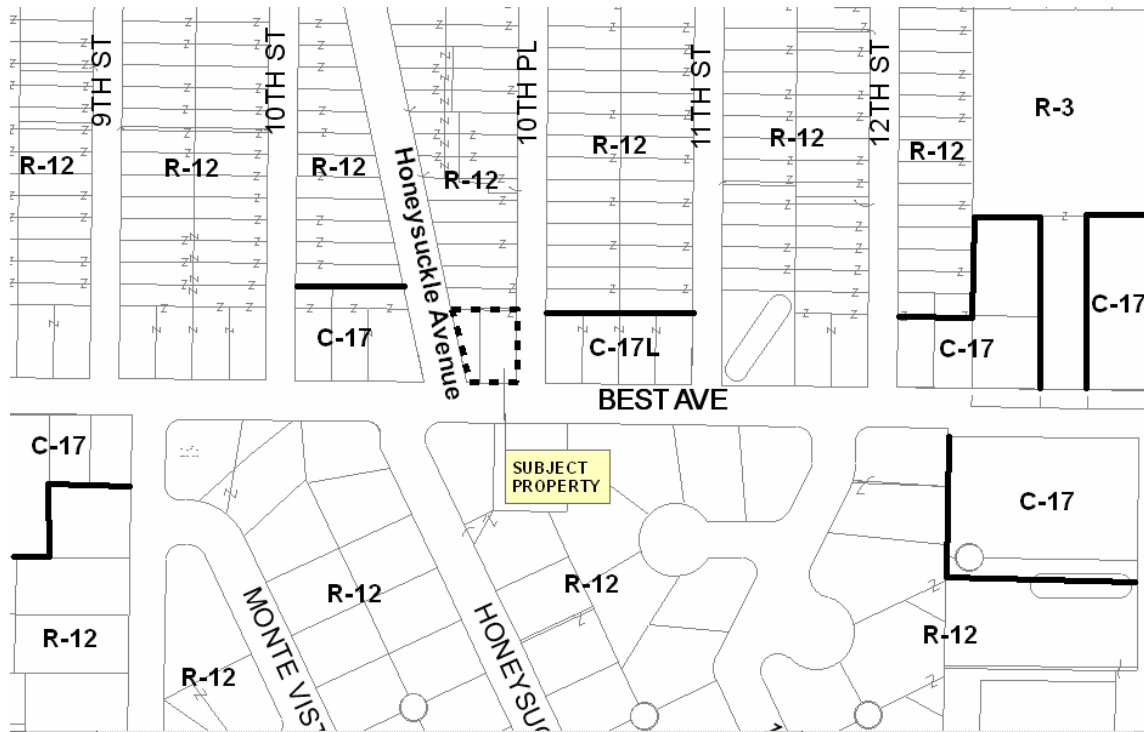 9TH ST
10TH ST
10TH PL
11TH ST
12TH ST
R-3
R-12
R-12
R-12
R-12
R-12
R-12
R-12
Honeysuckle Avenue
C-17
C-17L
C-17
C-17
BEST AVE
C-17
SUBJECT
PROPERTY
C-17
R-12
R-12
R-12
R-12
R-12
MONTE VIST
HONEYSUC